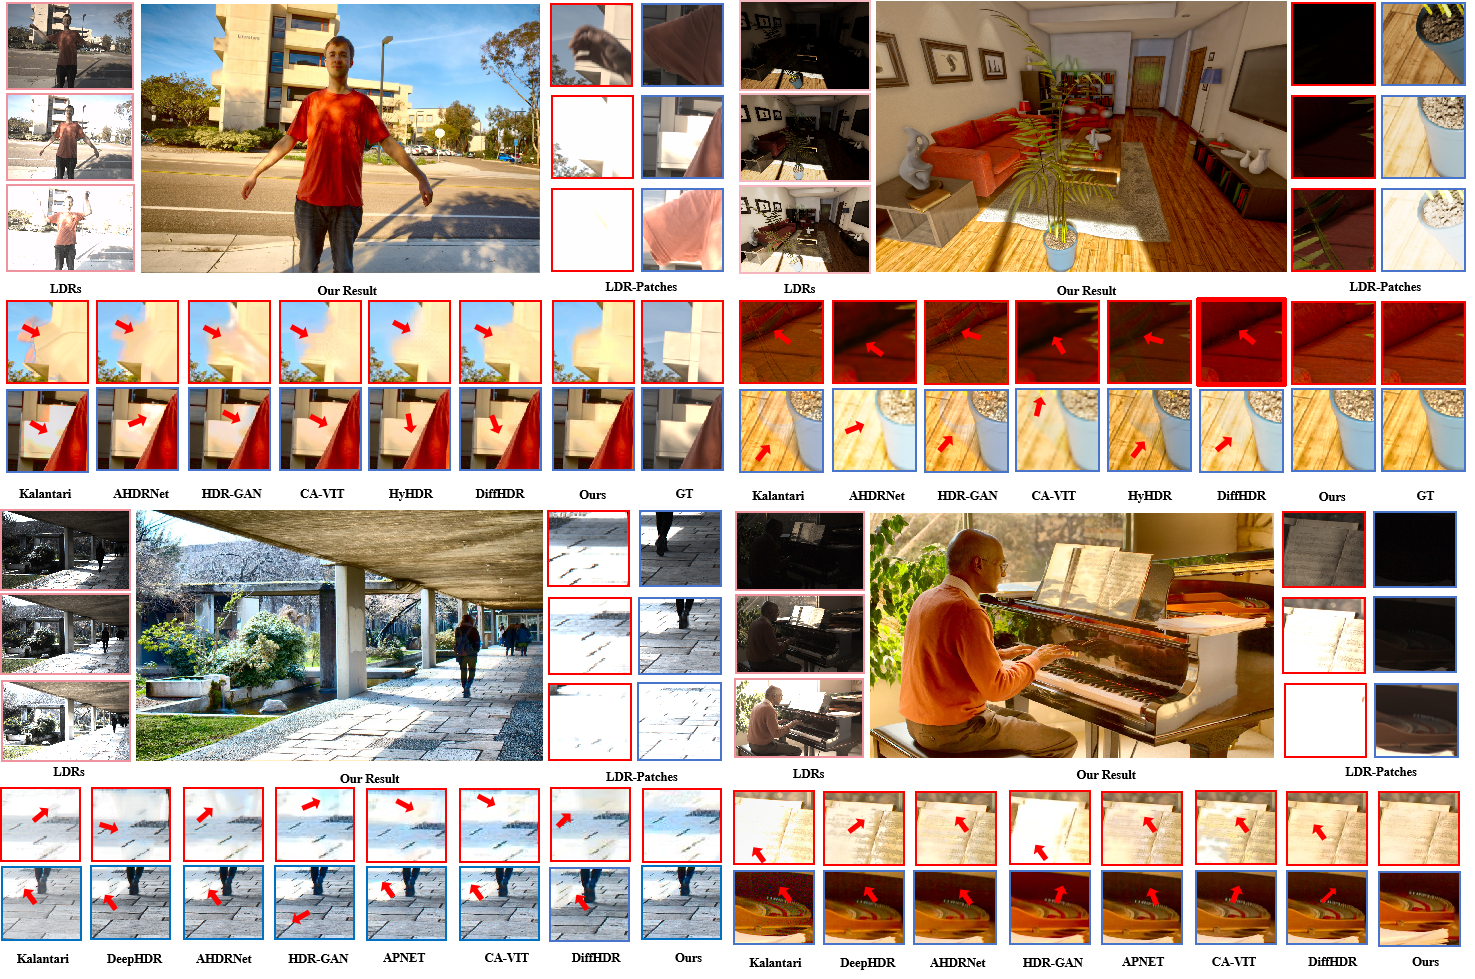 Literature
LDRs
Our Result
LDR-Patches
LDRs
Our Result
LDR-Patches
Kalantari
AHDRNet
HDR-GAN
CA-VIT
HyHDR
DiffHDR
Ours
GT
Kalantari
AHDRNet
HDR-GAN
CA-VIT
HyHDR
DiffHDR
Ours
GT
LDRs
Our Result
LDR-Patches
LDRs
Our Result
LDR-Patches
Kalantari
DeepHDR
AHDRNet
HDR-GAN
APNET
CA-VIT
DiffHDR
Ours
Kalantari
DeepHDR
AHDRNet
HDR-GAN
APNET
CA-VIT
DiffHDR
Ours